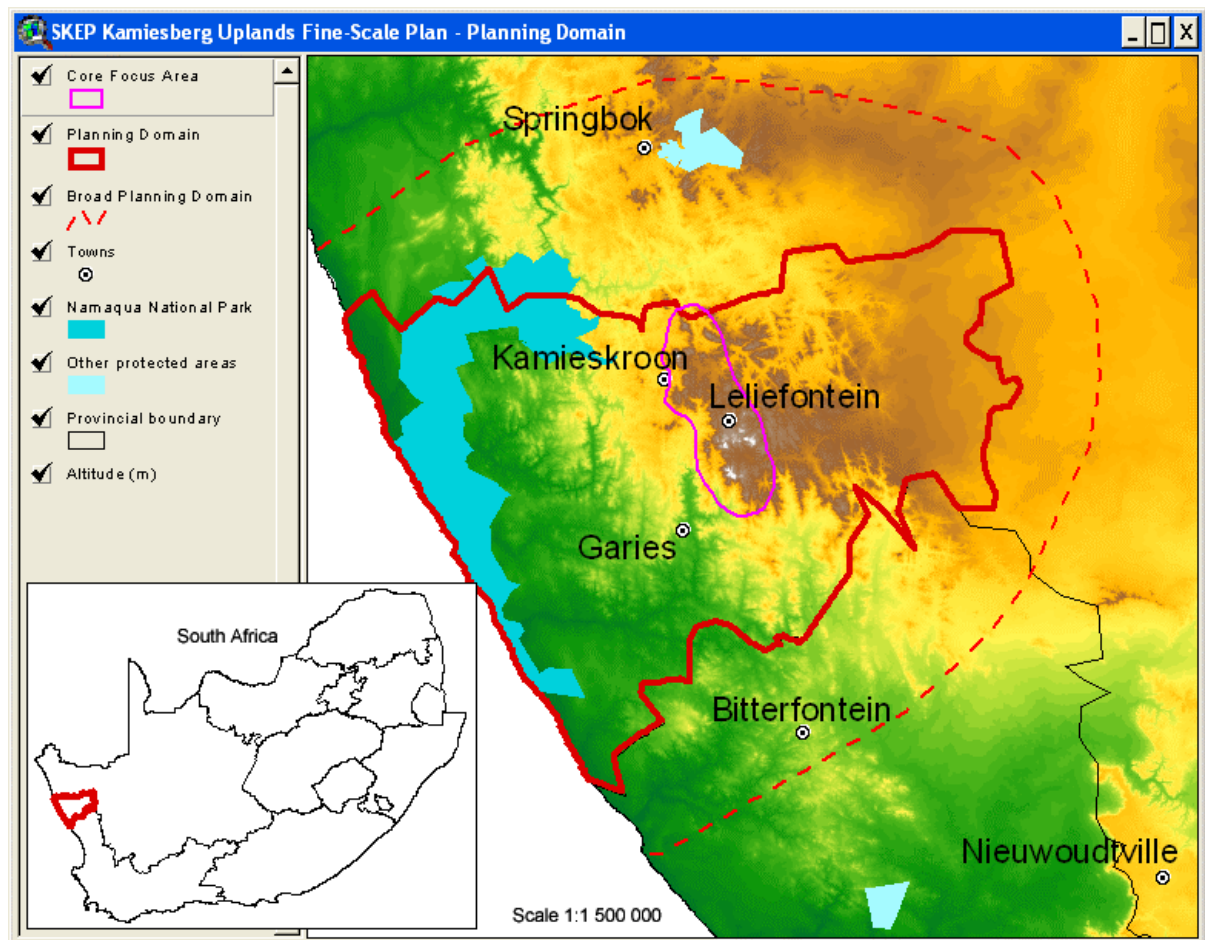 SKEP Kamiesberg Uplands Fine-Scale Plan - Planning Domain
Core Focus Area
Planning Domain
Broad Planning Domain
Towns
Namaqua National Park
Other protected areas
Provincial boundary
Altitude (m)
Springbok
Kamieskroon
Leliefontein
Garies
Bitterfontein
Nieuwoudtville
South Africa
Scale 1:1 500 000